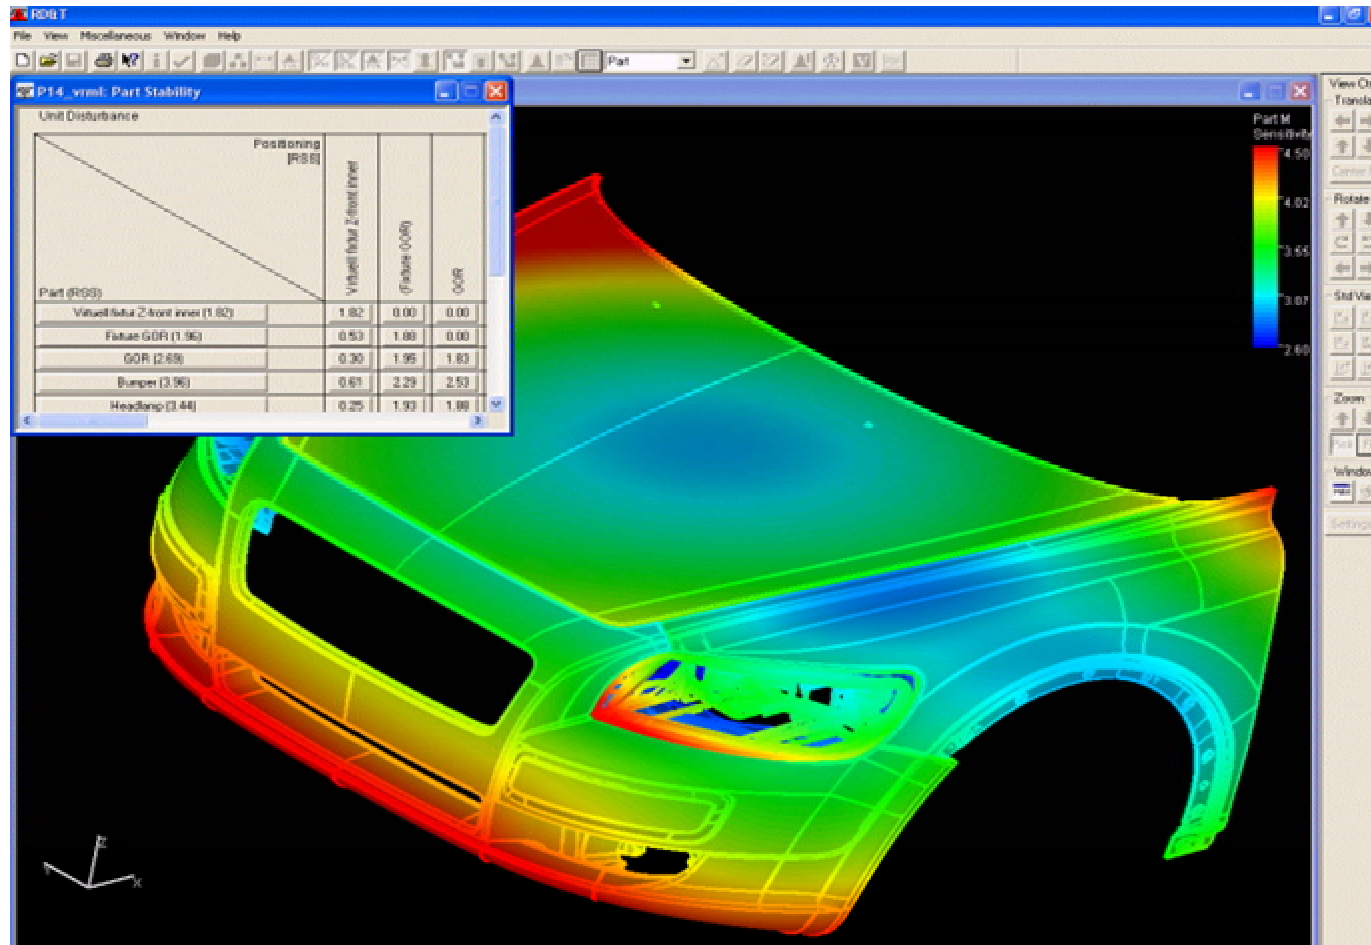 RD&T
File View Miscellaneous Window Help
Part
P14_vrml: Part Stability
Unit Disturbance
Positioning
[RSS]
Virtuell fixtur Z-front inner
(Fixture GOR)
GOR
Part (RSS)
Virtuell fixtur Z-front inner (1.82) 1.82 0.00 0.00
Fixture GOR (1.96) 0.53 1.88 0.00
GOR (2.69) 0.30 1.95 1.83
Bumper (3.96) 0.61 2.29 2.53
Headlamp (3.44) 0.25 1.93 1.88
Part M
Sensitivity
4.50
4.02
3.55
3.07
2.60
View Co
Transla
Center
Rotate
Std Vie
Zoom
Pick
Window
Settings
Z
Y
X